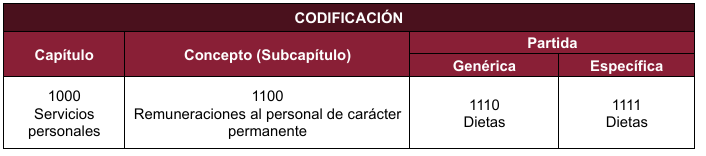 CODIFICACIÓN
Capítulo
Concepto (Subcapítulo)
Partida
Genérica
Específica
1000
Servicios
personales
1100
Remuneraciones al personal de carácter
permanente
1110
Dietas
1111
Dietas